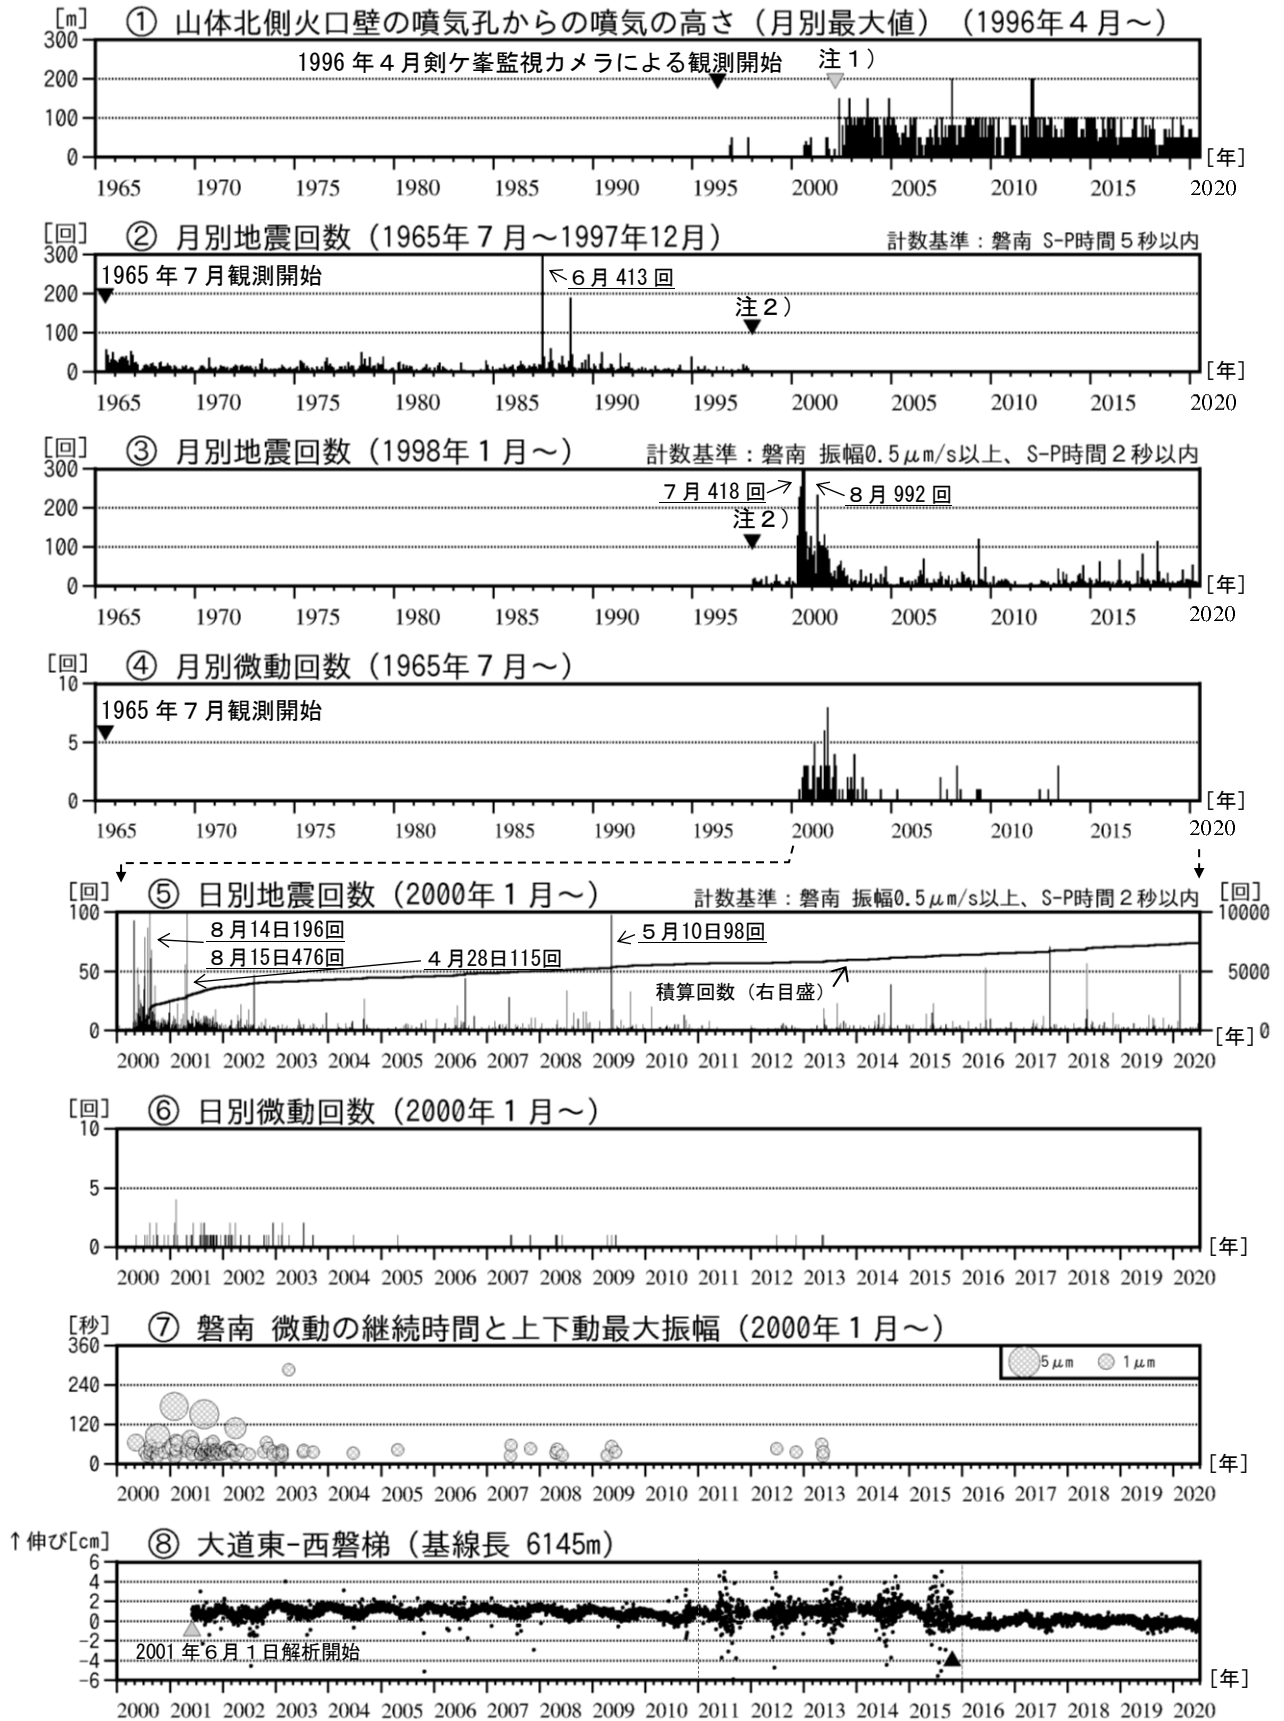 [m] ① 山体北側火口壁の噴気孔からの噴気の高さ（月別最大値）（1996年４月～）
300
1996 年４月剣ケ峯監視カメラによる観測開始 注１）
200
100
0 [年]
1965 1970 1975 1980 1985 1990 1995 2000 2005 2010 2015 2020
[回] ② 月別地震回数（1965年７月～1997年12月） 計数基準：磐南 S-P時間５秒以内
300
1965 年７月観測開始 ６月 413 回
200
注２）
100
0 [年]
1965 1970 1975 1980 1985 1990 1995 2000 2005 2010 2015 2020
[回] ③ 月別地震回数（1998年１月～） 計数基準：磐南 振幅0.5μm/s以上、S-P時間２秒以内
300
７月 418 回 ８月 992 回
200
注２）
100
0 [年]
1965 1970 1975 1980 1985 1990 1995 2000 2005 2010 2015 2020
[回] ④ 月別微動回数（1965年７月～）
10
1965 年７月観測開始
5
0 [年]
1965 1970 1975 1980 1985 1990 1995 2000 2005 2010 2015 2020
[回] ⑤ 日別地震回数（2000年１月～） 計数基準：磐南 振幅0.5μm/s以上、S-P時間２秒以内 [回]
100 10000
８月14日196回 ５月10日98回
８月15日476回 ４月28日115回
50 5000
積算回数（右目盛）
0 [年] 0
2000 2001 2002 2003 2004 2005 2006 2007 2008 2009 2010 2011 2012 2013 2014 2015 2016 2017 2018 2019 2020
[回] ⑥ 日別微動回数（2000年１月～）
10
5
0 [年]
2000 2001 2002 2003 2004 2005 2006 2007 2008 2009 2010 2011 2012 2013 2014 2015 2016 2017 2018 2019 2020
[秒] ⑦ 磐南 微動の継続時間と上下動最大振幅（2000年１月～）
360
5μm 1μm
240
120
0 [年]
2000 2001 2002 2003 2004 2005 2006 2007 2008 2009 2010 2011 2012 2013 2014 2015 2016 2017 2018 2019 2020
↑伸び[cm] ⑧ 大道東-西磐梯（基線長 6145m）
6
4
2
0
-2
2001 年６月１日解析開始
-4
-6 [年]
2000 2001 2002 2003 2004 2005 2006 2007 2008 2009 2010 2011 2012 2013 2014 2015 2016 2017 2018 2019 2020